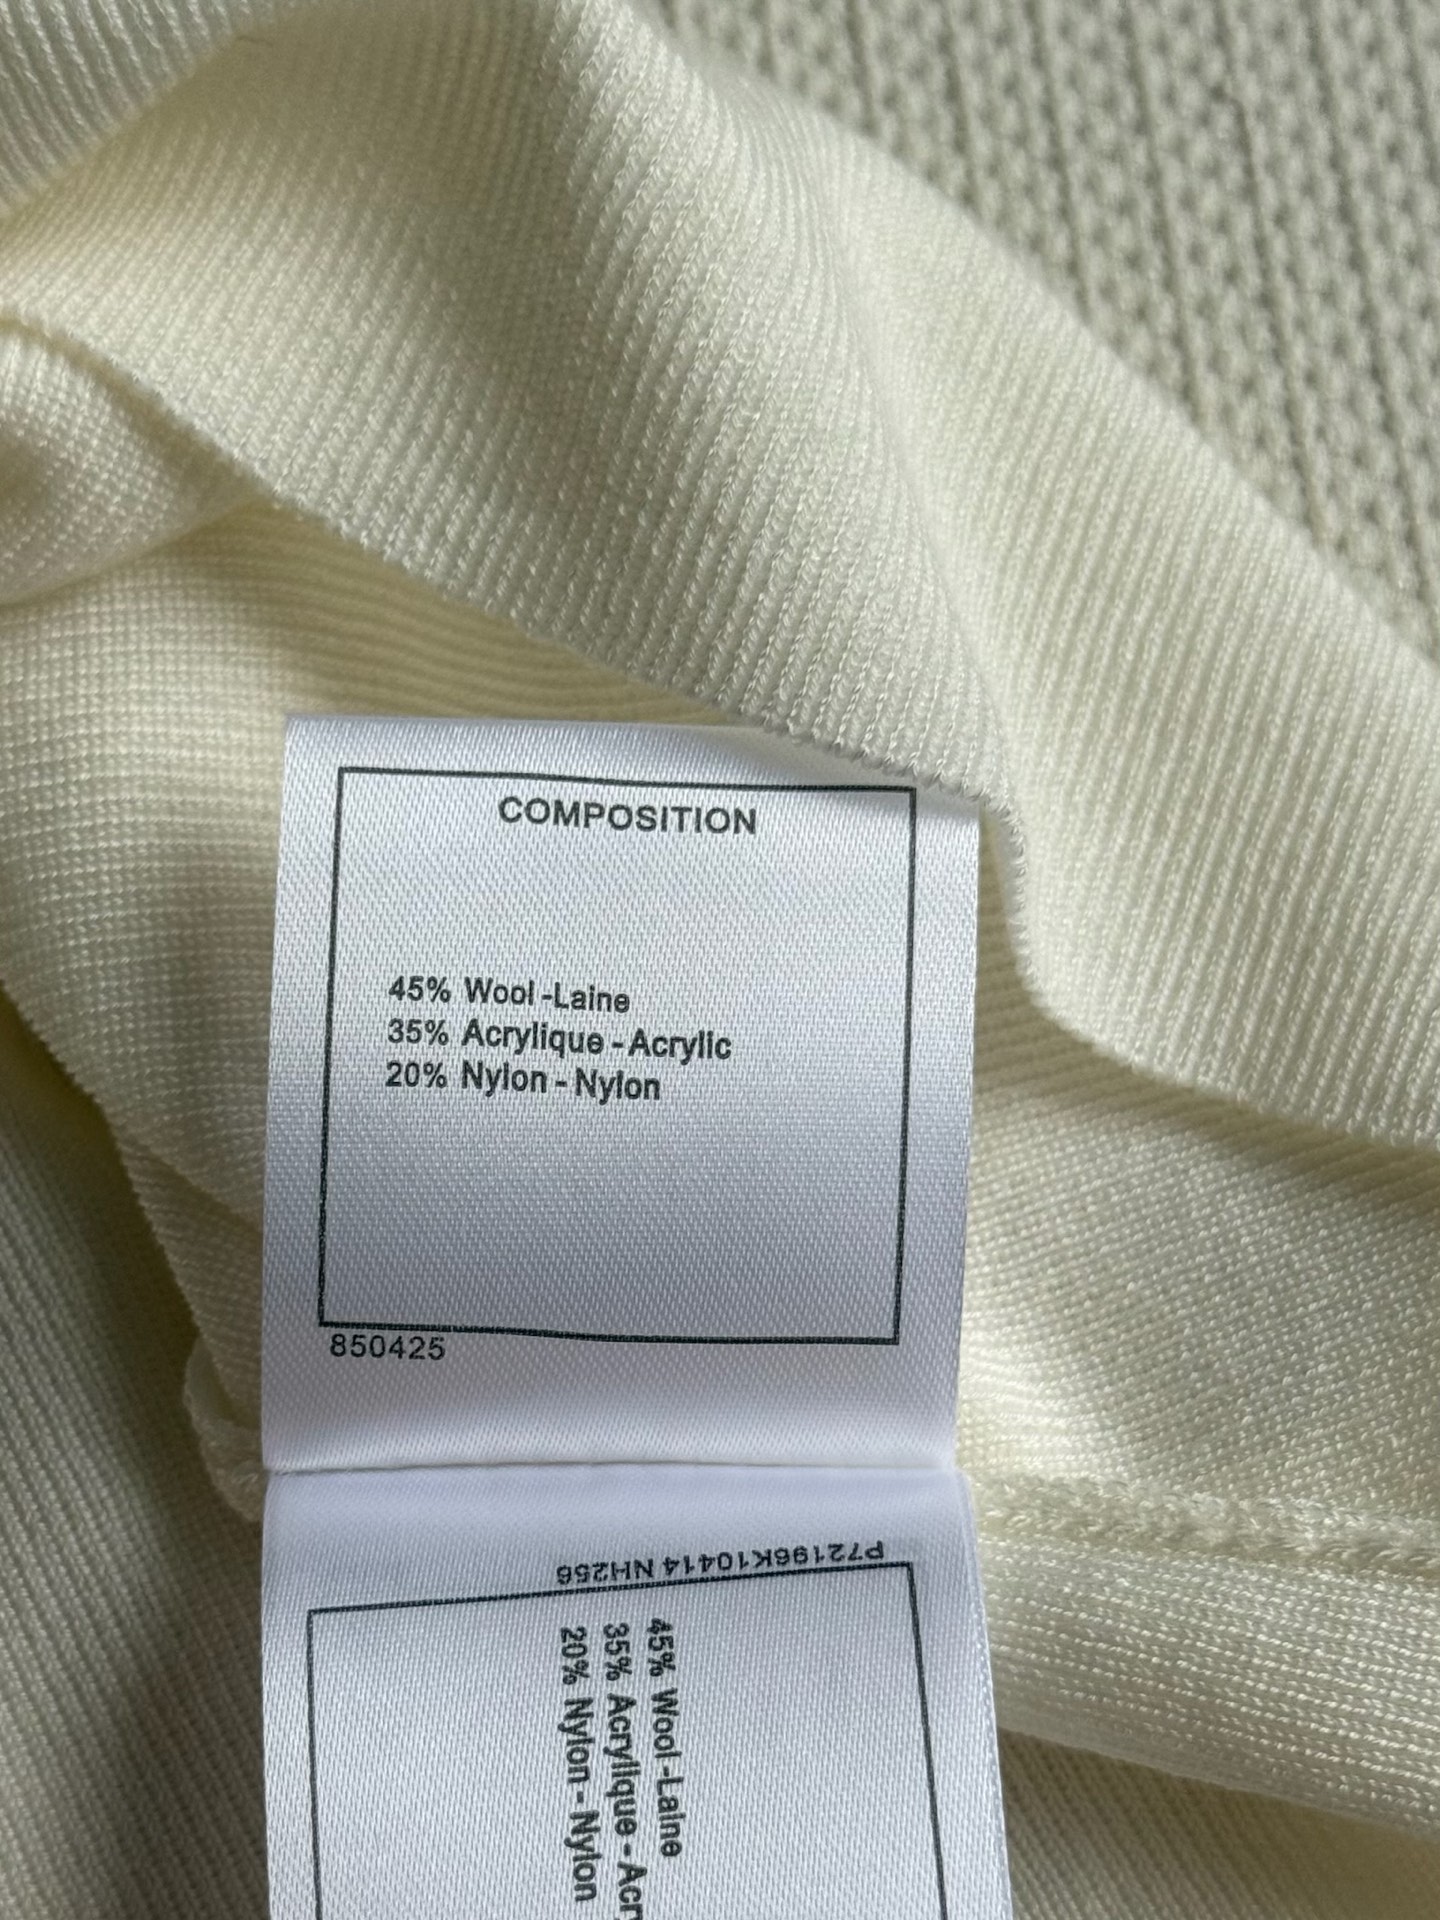 COMPOSITION
45% Wool -Laine
35% Acrylique - Acrylic
20% Nylon - Nylon
850425
P72196K10414 NH256
45% Wool -Laine
35% Acrylique - Acr
20% Nylon - Nylon